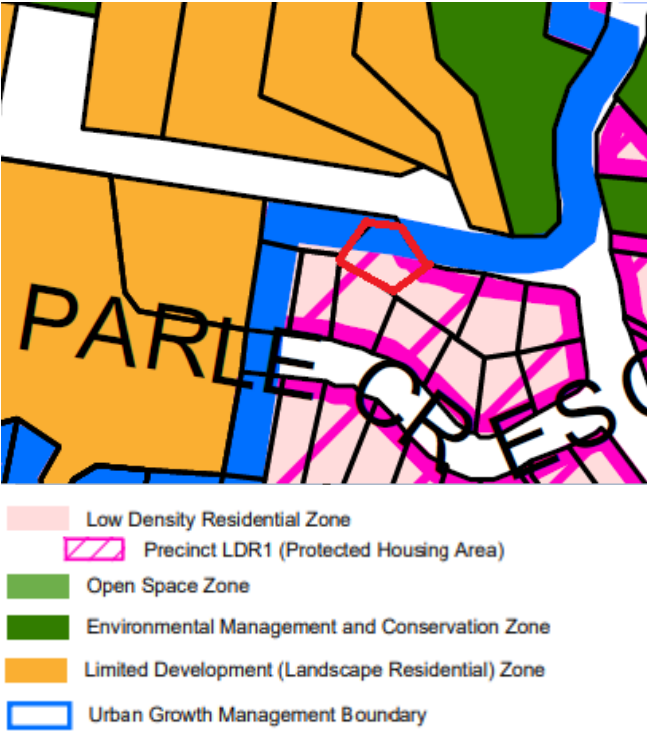 PARLE CRESC
Low Density Residential Zone
Precinct LDR1 (Protected Housing Area)
Open Space Zone
Environmental Management and Conservation Zone
Limited Development (Landscape Residential) Zone
Urban Growth Management Boundary